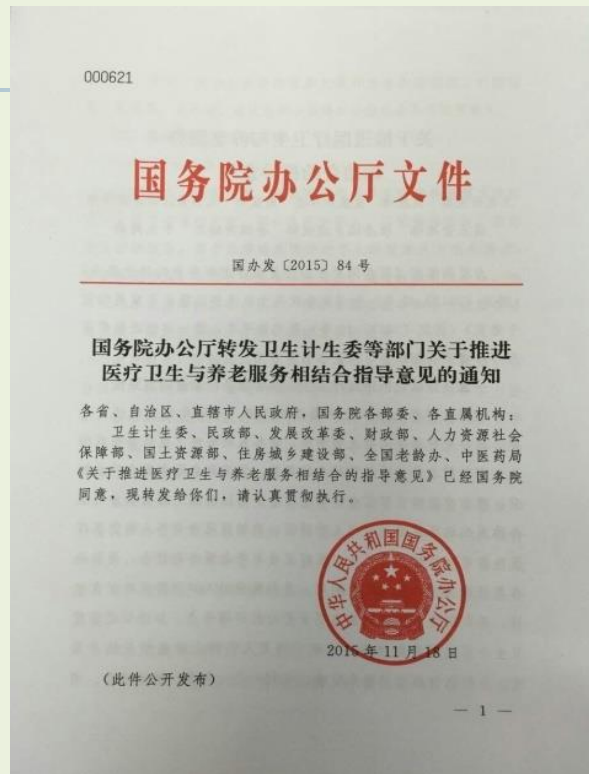 000621
国务院办公厅文件
国办发〔2015〕84号
国务院办公厅转发卫生计生委等部门关于推进
医疗卫生与养老服务相结合指导意见的通知
各省、自治区、直辖市人民政府，国务院各部委、各直属机构：
卫生计生委、民政部、发展改革委、财政部、人力资源社会
保障部、国土资源部、住房城乡建设部、全国老龄办、中医药局
《关于推进医疗卫生与养老服务相结合的指导意见》已经国务院
同意，现转发给你们，请认真贯彻执行。
中华人民共和国国务院办公厅
2015年11月18日
（此件公开发布）
— 1 —